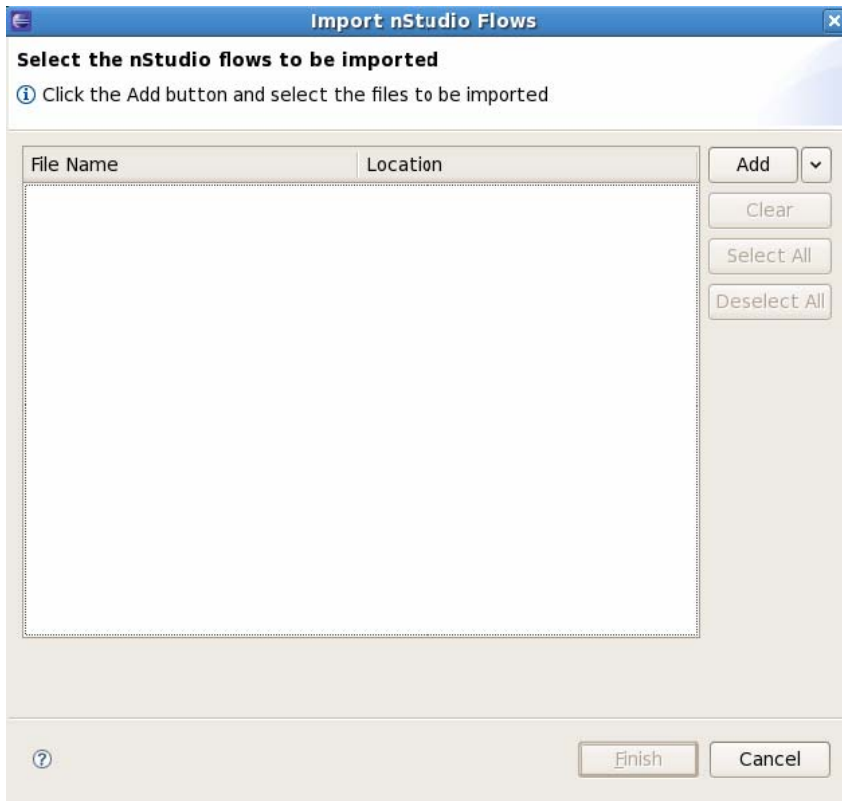 Import nStudio Flows
Select the nStudio flows to be imported
Click the Add button and select the files to be imported
File Name Location
Add
Clear
Select All
Deselect All
Finish Cancel